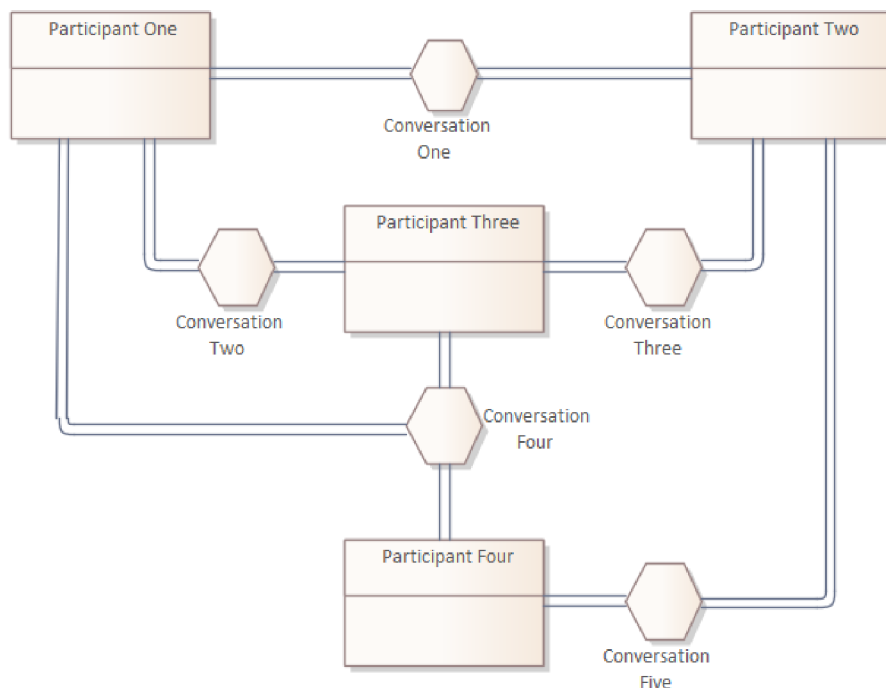 Participant One
Participant Two
Conversation
One
Participant Three
Conversation
Two
Conversation
Three
Conversation
Four
Participant Four
Conversation
Five